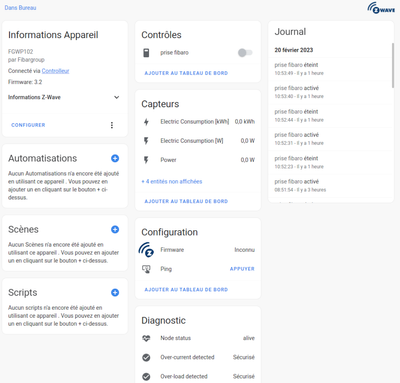 Dans Bureau
Z WAVE
Informations Appareil
FGWP102
par Fibargroup
Connecté via Controlleur
Firmware: 3.2
Informations Z-Wave
CONFIGURER
Automatisations
Aucun Automatisations n'a encore été ajouté
en utilisant ce appareil . Vous pouvez en
ajouter un en cliquant sur le bouton + ci-
dessus.
Scènes
Aucun Scènes n'a encore été ajouté en
utilisant ce appareil . Vous pouvez en ajouter
un en cliquant sur le bouton + ci-dessus.
Scripts
Aucun scripts n'a encore été ajouté en
utilisant ce appareil . Vous pouvez en ajouter
un en cliquant sur le bouton + ci-dessus.
Contrôles
prise fibaro
AJOUTER AU TABLEAU DE BORD
Capteurs
Electric Consumption [kWh] 0,0 kWh
Electric Consumption [W] 0,0 W
Power 0,0 W
+ 4 entités non affichées
AJOUTER AU TABLEAU DE BORD
Configuration
Firmware Inconnu
Ping APPUYER
AJOUTER AU TABLEAU DE BORD
Diagnostic
Node status alive
Over-current detected Sécurisé
Over-load detected Sécurisé
Journal
20 février 2023
prise fibaro éteint
10:53:49 - il y a 1 heure
prise fibaro activé
10:53:40 - il y a 1 heure
prise fibaro éteint
10:52:44 - il y a 1 heure
prise fibaro activé
10:52:31 - il y a 1 heure
prise fibaro éteint
10:52:23 - il y a 1 heure
prise fibaro activé
08:51:54 - il y a 3 heures